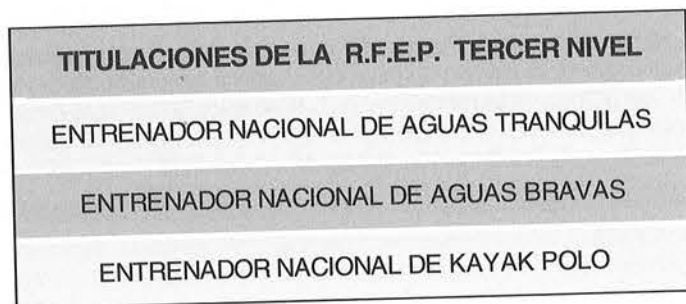 TITULACIONES DE LA R.F.E.P. TERCER NIVEL
ENTRENADOR NACIONAL DE AGUAS TRANQUILAS
ENTRENADOR NACIONAL DE AGUAS BRAVAS
ENTRENADOR NACIONAL DE KAYAK POLO